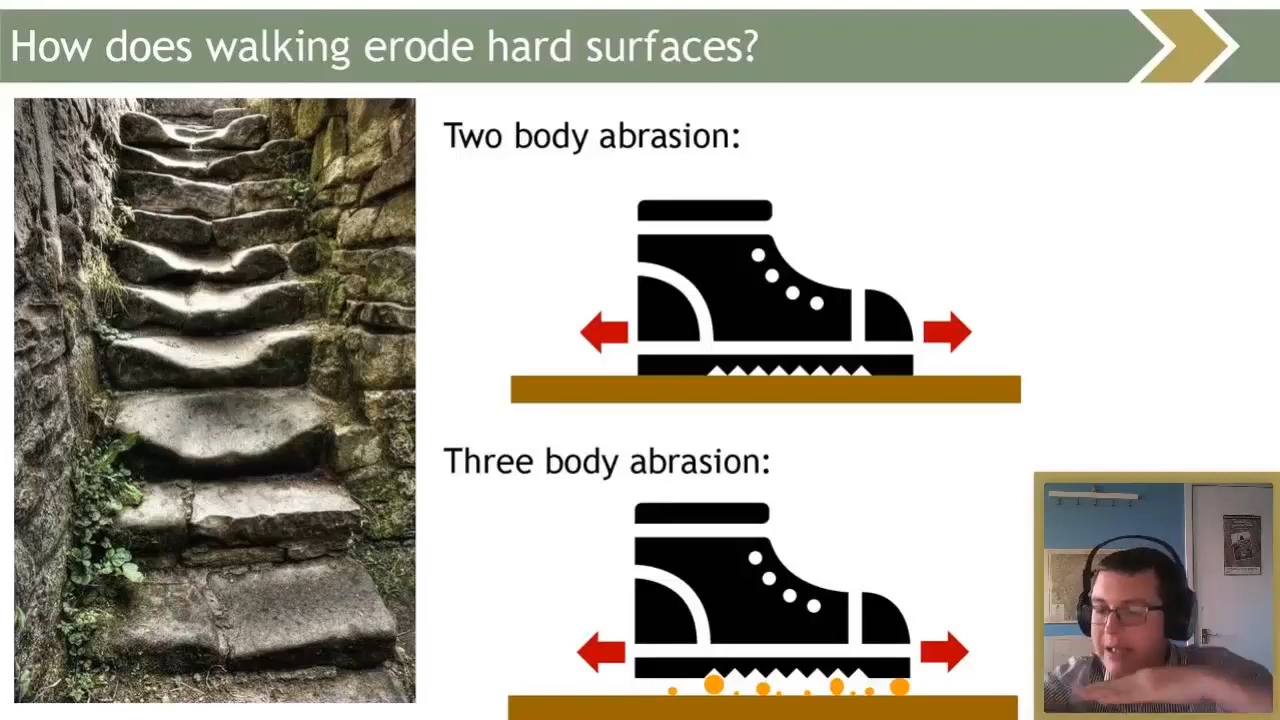 How does walking erode hard surfaces?
Two body abrasion:
Three body abrasion: